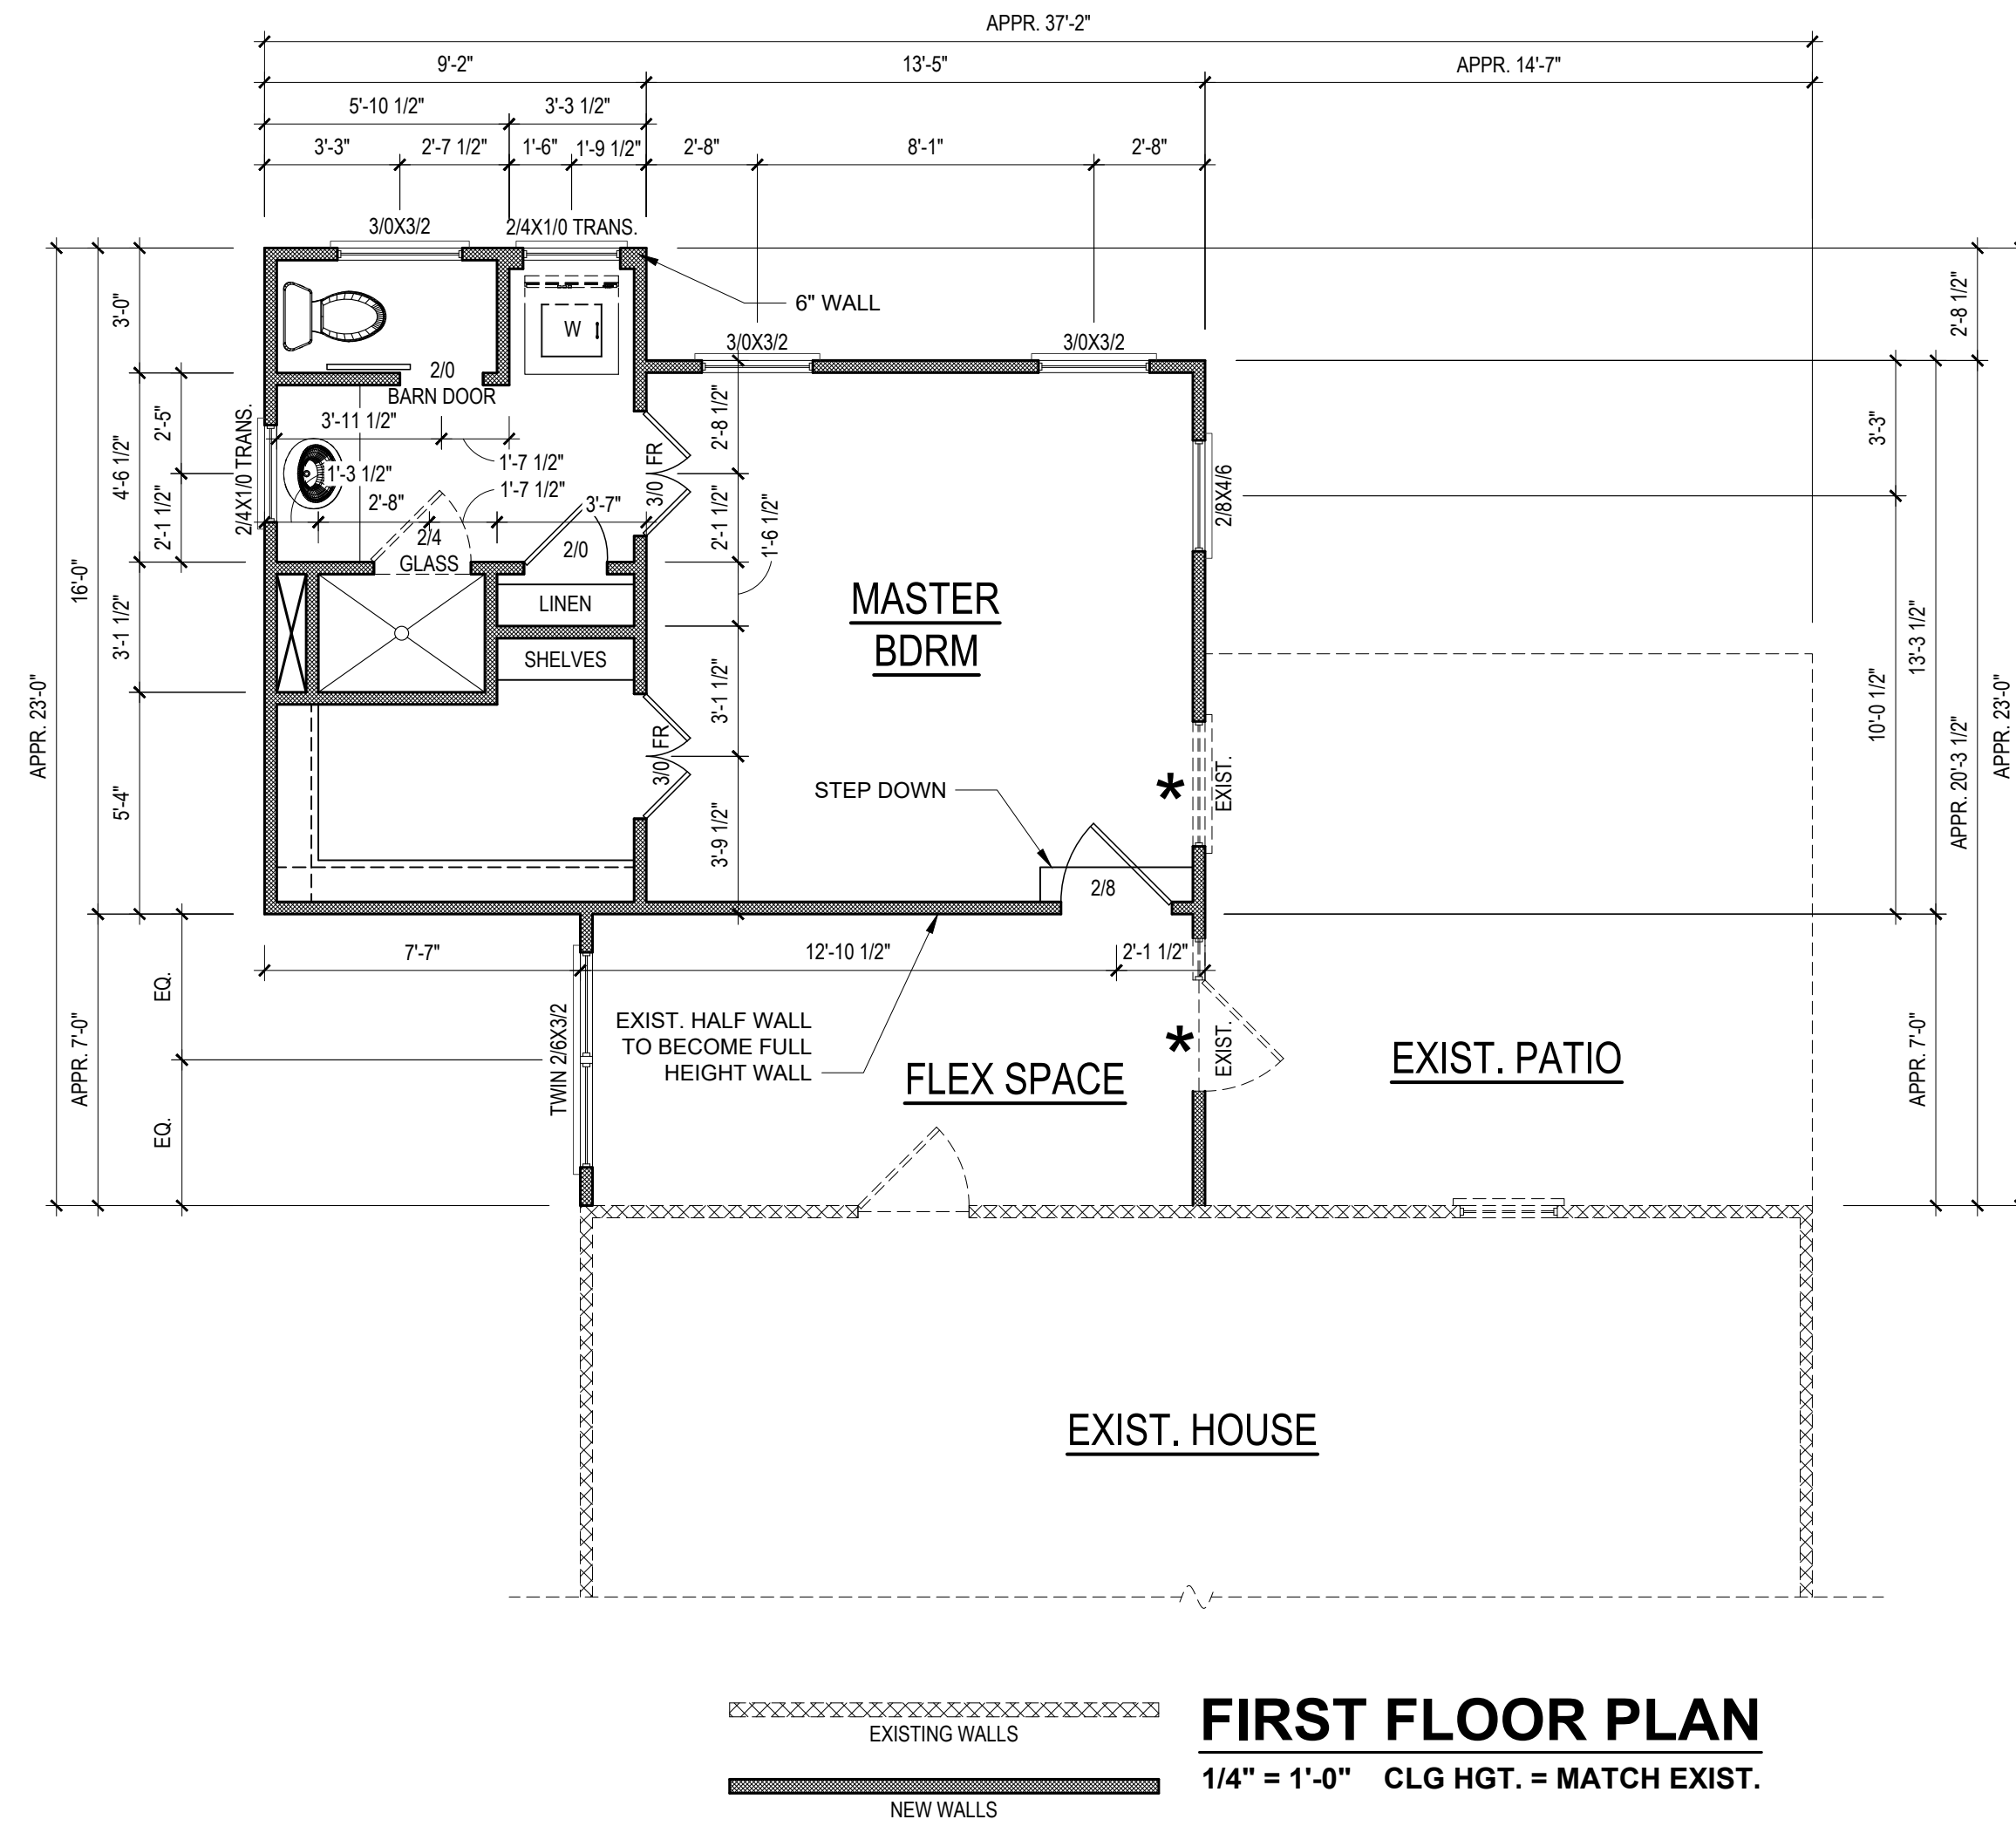 APPR. 37'-2"
9'-2"
13'-5"
APPR. 14'-7"
5'-10 1/2"
3'-3 1/2"
3'-3"
2'-7 1/2"
1'-6"
1'-9 1/2"
2'-8"
8'-1"
2'-8"
3/0X3/2
2/4X1/0 TRANS.
6" WALL
W
3/0X3/2
3/0X3/2
2/0
BARN DOOR
3'-11 1/2"
1'-7 1/2"
1'-3 1/2"
1'-7 1/2"
2'-8"
3'-7"
2/4
GLASS
2/0
LINEN
SHELVES
3/0 FR
3/0 FR
2/4X1/0 TRANS.
3'-0"
2'-5"
4'-6 1/2"
2'-1 1/2"
3'-1 1/2"
5'-4"
16'-0"
APPR. 23'-0"
APPR. 7'-0"
EQ.
EQ.
2'-8 1/2"
2'-1 1/2"
1'-6 1/2"
3'-1 1/2"
3'-9 1/2"
MASTER
BDRM
STEP DOWN
2/8
2/8X4/6
*
EXIST.
2'-8 1/2"
3'-3"
10'-0 1/2"
13'-3 1/2"
APPR. 20'-3 1/2"
APPR. 23'-0"
APPR. 7'-0"
7'-7"
12'-10 1/2"
2'-1 1/2"
TWIN 2/6X3/2
EXIST. HALF WALL
TO BECOME FULL
HEIGHT WALL
FLEX SPACE
*
EXIST.
EXIST. PATIO
EXIST. HOUSE
EXISTING WALLS
NEW WALLS
FIRST FLOOR PLAN
1/4" = 1'-0" CLG HGT. = MATCH EXIST.